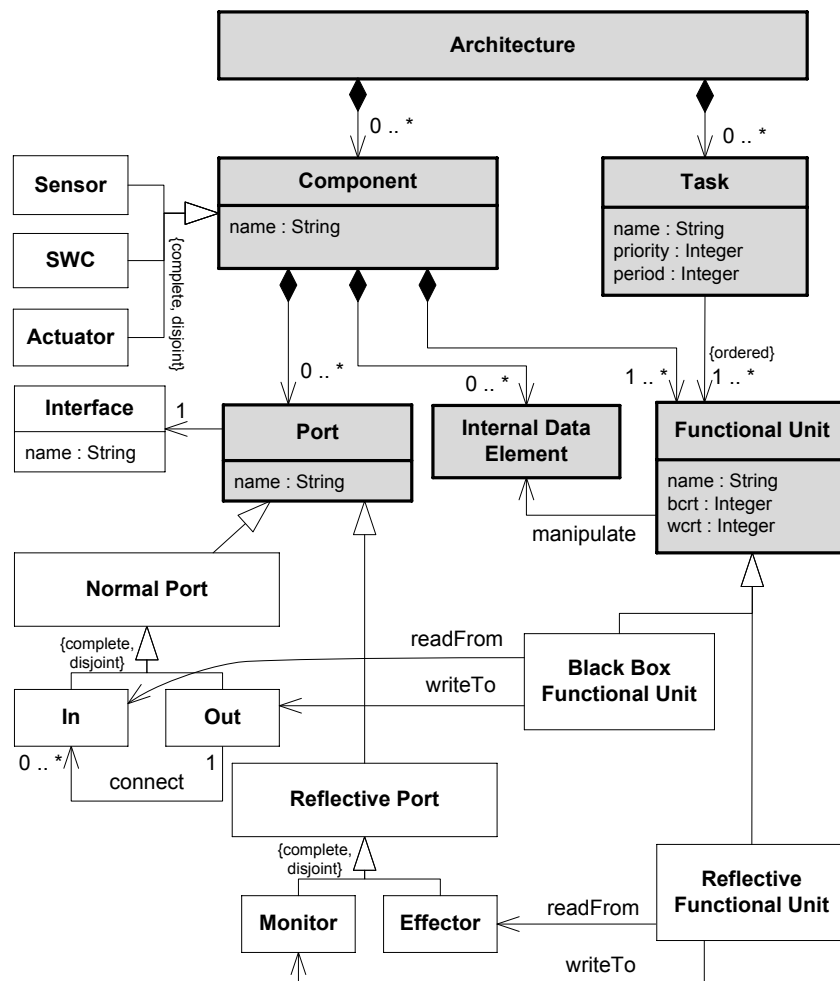 Architecture
0 .. *
0 .. *
Sensor
SWC
Actuator
{complete, disjoint}
Component
name : String
Task
name : String
priority : Integer
period : Integer
{ordered}
0 .. *
0 .. *
1 .. *
1 .. *
Interface
name : String
1
Port
name : String
Internal Data
Element
Functional Unit
name : String
bcrt : Integer
wcrt : Integer
manipulate
Normal Port
{complete,
disjoint}
readFrom
writeTo
Black Box
Functional Unit
In
Out
0 .. *
1
connect
Reflective Port
{complete,
disjoint}
Monitor
Effector
readFrom
Reflective
Functional Unit
writeTo